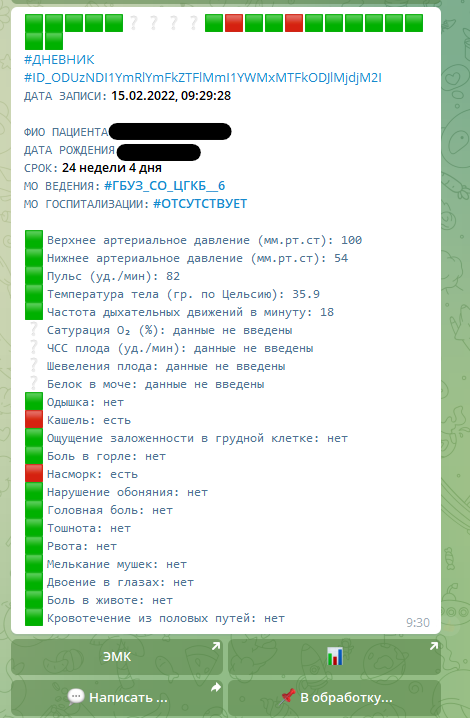 ? ? ? ?
#ДНЕВНИК
#ID_ODUzNDI1YmRlYmFkZTFlMmI1YWMxMTFkODJlMjdjM2I
ДАТА ЗАПИСИ: 15.02.2022, 09:29:28
ФИО ПАЦИЕНТА
ДАТА РОЖДЕНИЯ
СРОК: 24 недели 4 дня
МО ВЕДЕНИЯ: #ГБУЗ_СО_ЦГКБ__6
МО ГОСПИТАЛИЗАЦИИ: #ОТСУТСТВУЕТ
Верхнее артериальное давление (мм.рт.ст): 100
Нижнее артериальное давление (мм.рт.ст): 54
Пульс (уд./мин): 82
Температура тела (гр. по Цельсию): 35.9
Частота дыхательных движений в минуту: 18
? Сатурация O₂ (%): данные не введены
? ЧСС плода (уд./мин): данные не введены
? Шевеления плода: данные не введены
? Белок в моче: данные не введены
Одышка: нет
Кашель: есть
Ощущение заложенности в грудной клетке: нет
Боль в горле: нет
Насморк: есть
Нарушение обоняния: нет
Головная боль: нет
Тошнота: нет
Рвота: нет
Мелькание мушек: нет
Двоение в глазах: нет
Боль в животе: нет
Кровотечение из половых путей: нет
9:30
ЭМК
Написать ...
В обработку...